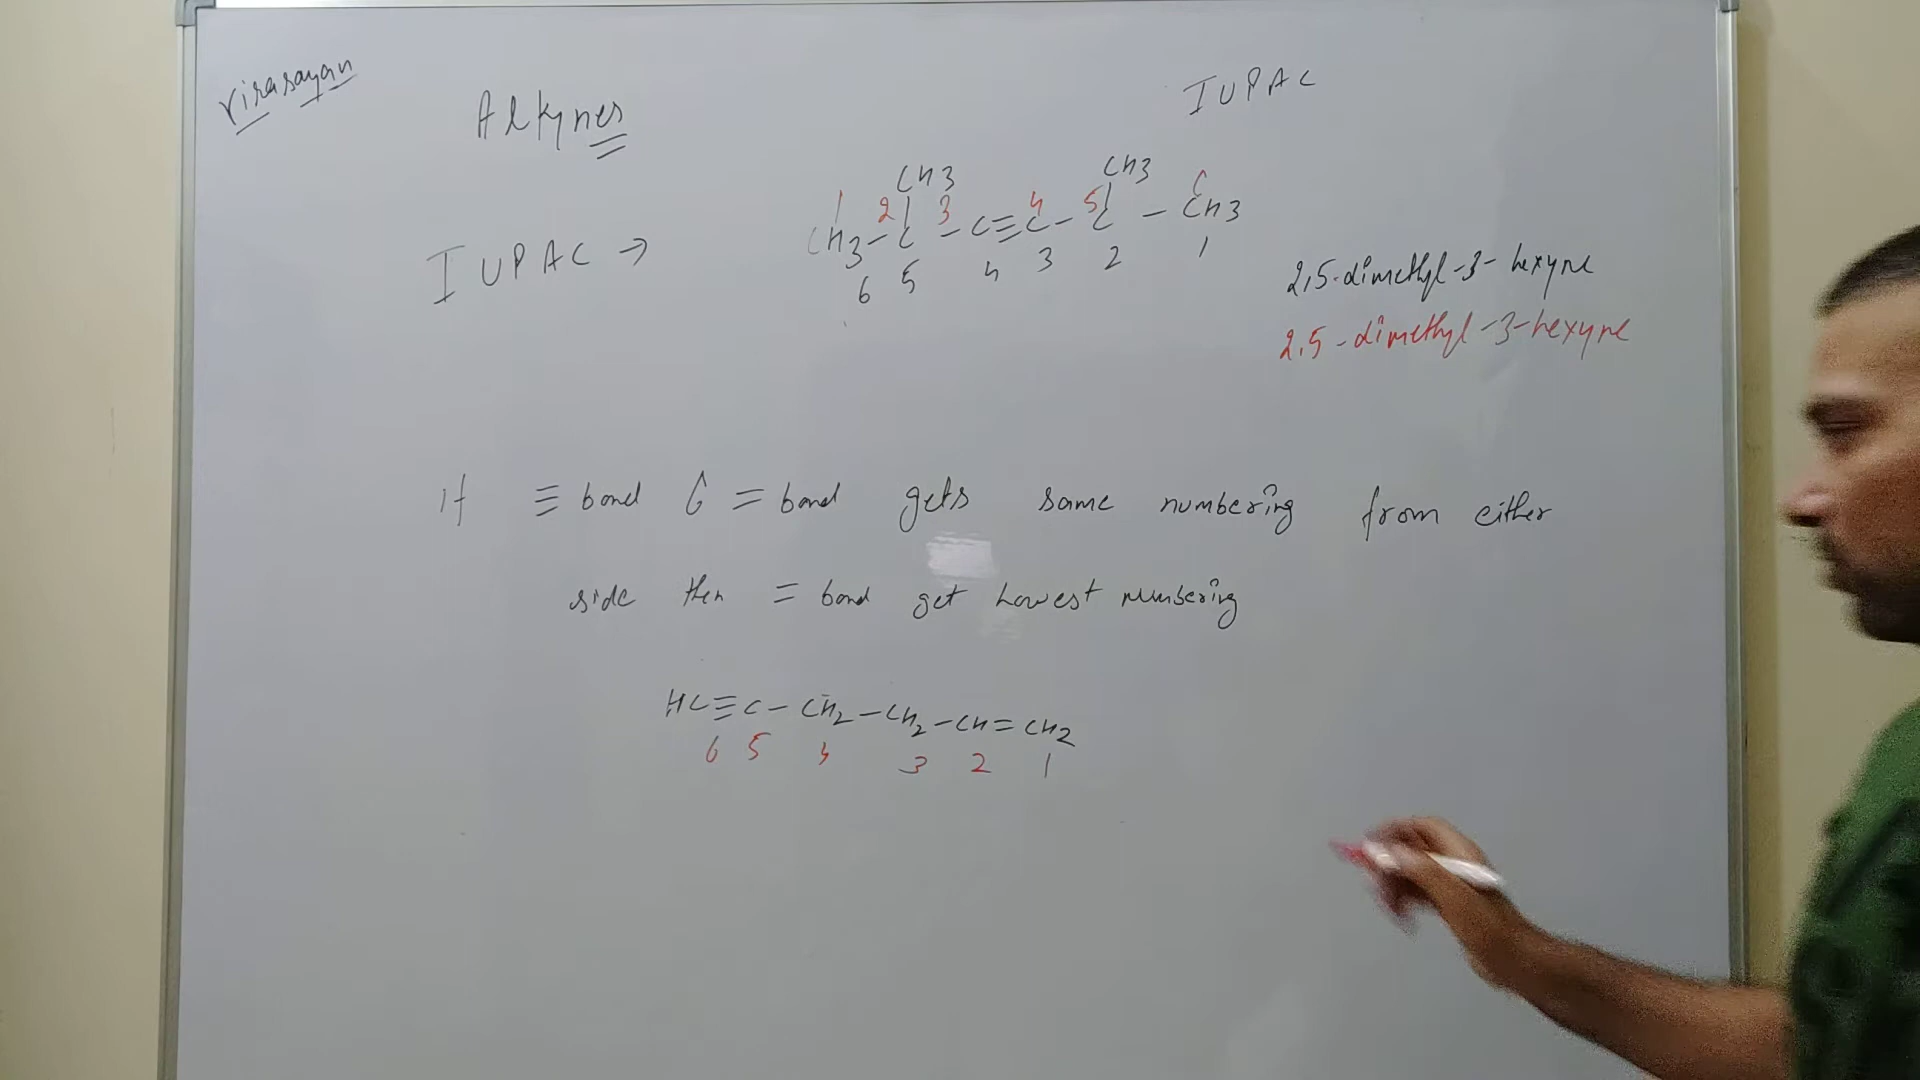 Virasayan
Alkynes
IUPAC
CH3 CH3
1 2 3 4 5 6
IUPAC → CH3-C-C≡C-C-CH3
6 5 4 3 2 1
2,5-dimethyl-3-hexyne
2,5-dimethyl-3-hexyne
If ≡ bond & = bond gets same numbering from either
side then = bond get Lowest numbering
HC≡C-CH2-CH2-CH=CH2
6 5 4 3 2 1